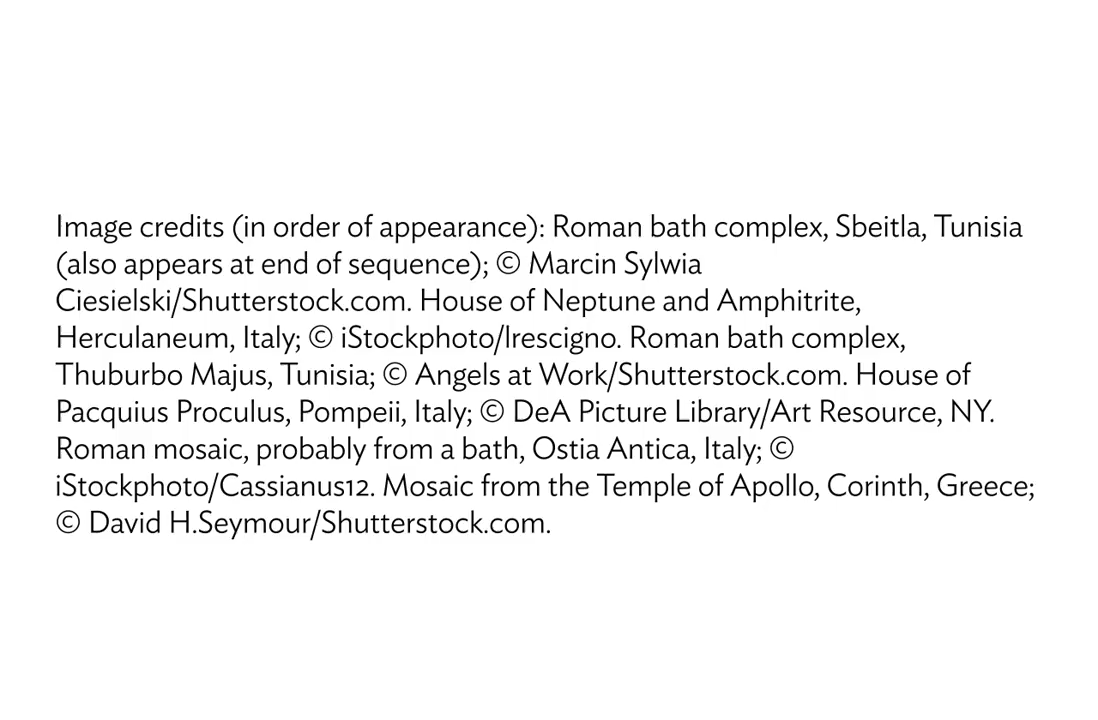 Image credits (in order of appearance): Roman bath complex, Sbeitla, Tunisia
(also appears at end of sequence); © Marcin Sylwia
Ciesielski/Shutterstock.com. House of Neptune and Amphitrite,
Herculaneum, Italy; © iStockphoto/lrescigno. Roman bath complex,
Thuburbo Majus, Tunisia; © Angels at Work/Shutterstock.com. House of
Pacquius Proculus, Pompeii, Italy; © DeA Picture Library/Art Resource, NY.
Roman mosaic, probably from a bath, Ostia Antica, Italy; ©
iStockphoto/Cassianus12. Mosaic from the Temple of Apollo, Corinth, Greece;
© David H.Seymour/Shutterstock.com.